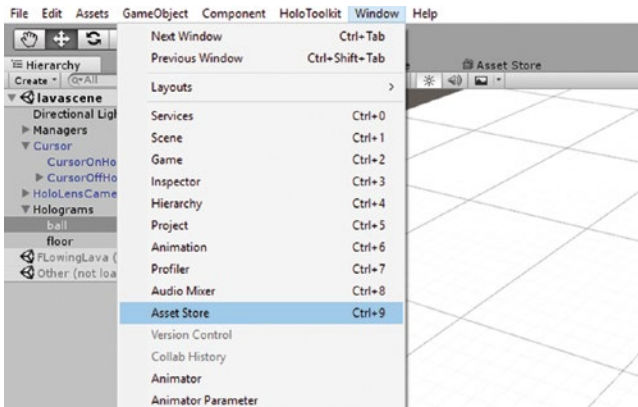 File Edit Assets GameObject Component HoloToolkit Window Help
Next Window Ctrl+Tab
Previous Window Ctrl+Shift+Tab
Layouts >
Services Ctrl+0
Scene Ctrl+1
Game Ctrl+2
Inspector Ctrl+3
Hierarchy Ctrl+4
Project Ctrl+5
Animation Ctrl+6
Profiler Ctrl+7
Audio Mixer Ctrl+8
Asset Store Ctrl+9
Version Control
Collab History
Animator
Animator Parameter
Hierarchy
Create All
lavascene
Directional Ligh
Managers
Cursor
CursorOnHo
CursorOffHo
HoloLensCame
Holograms
ball
floor
FLowingLava (
Other (not loa
Asset Store